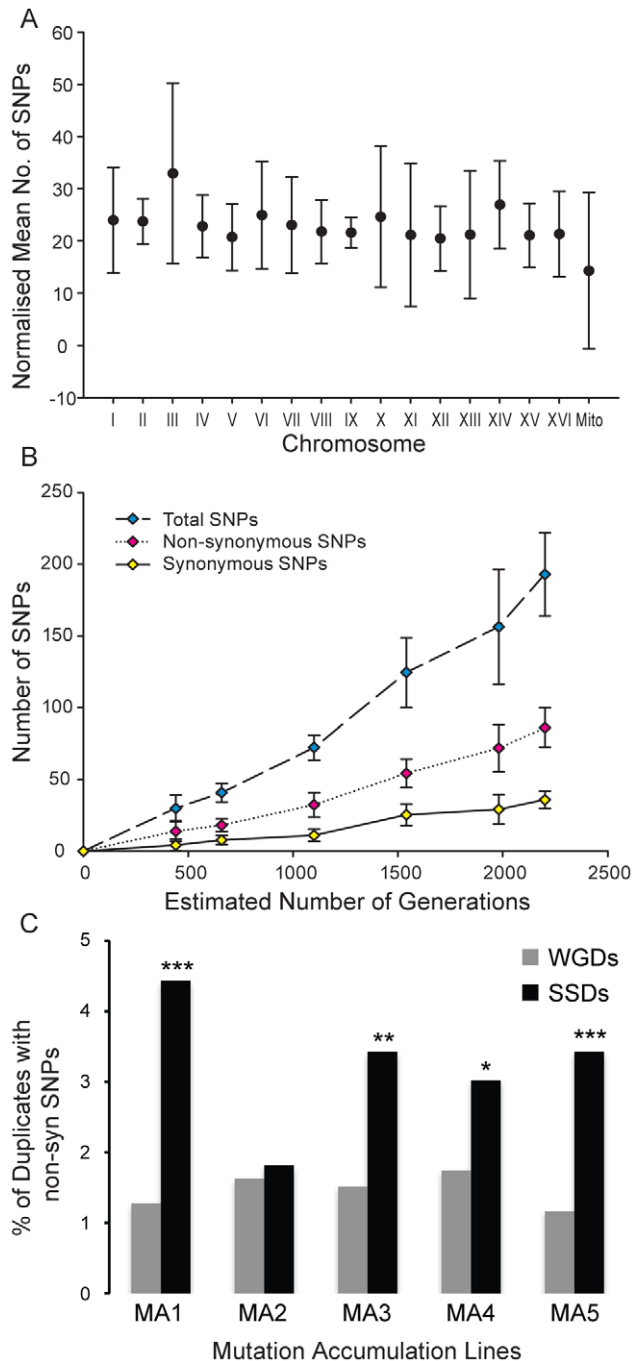 A
Normalised Mean No. of SNPs
60
50
40
30
20
10
0
-10
I II III IV V VI VII VIII IX X XI XII XIII XIV XV XVI Mito
Chromosome
B
Number of SNPs
250
200
150
100
50
0
Total SNPs
Non-synonymous SNPs
Synonymous SNPs
0 500 1000 1500 2000 2500
Estimated Number of Generations
C
% of Duplicates with
non-syn SNPs
5
4
3
2
1
0
WGDs
SSDs
***
**
*
***
MA1 MA2 MA3 MA4 MA5
Mutation Accumulation Lines